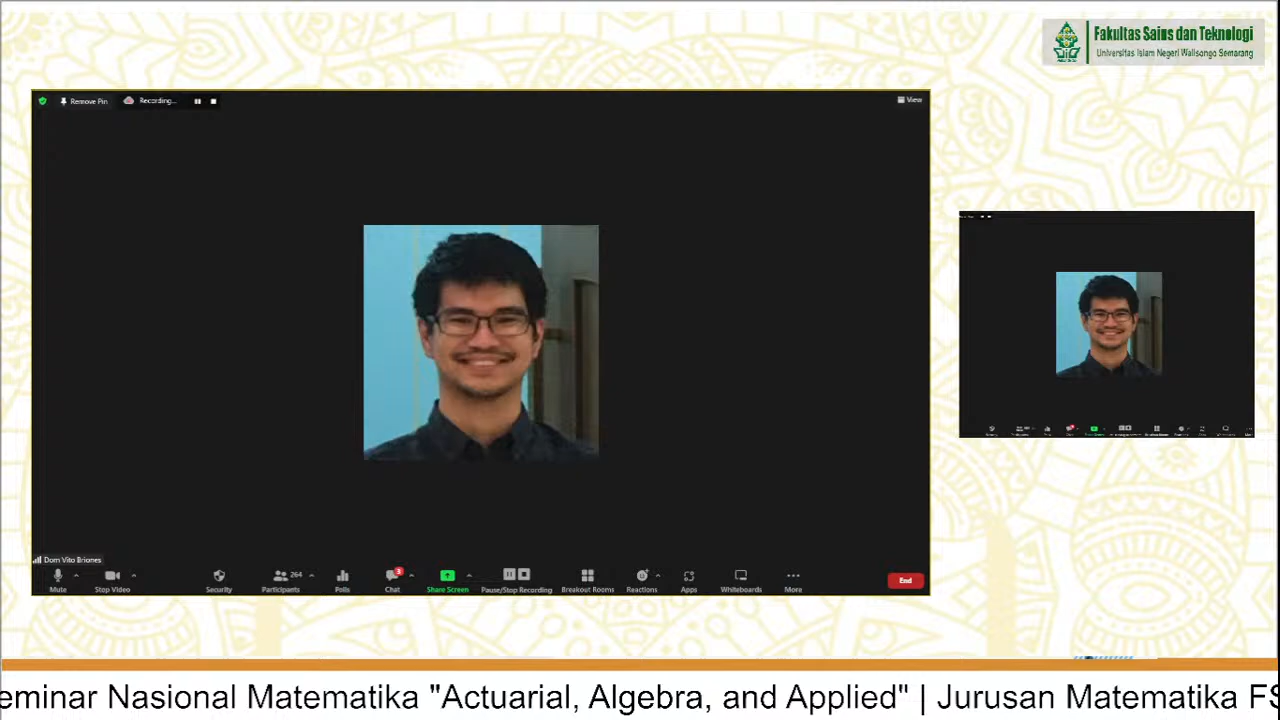 Fakultas Sains dan Teknologi
Universitas Islam Negeri Walisongo Semarang
Remove Pin
Recording...
View
Dom Vito Briones
Mute
Stop Video
Security
264
Participants
Polls
3
Chat
Share Screen
Pause/Stop Recording
Breakout Rooms
Reactions
Apps
Whiteboards
More
End
eminar Nasional Matematika "Actuarial, Algebra, and Applied" | Jurusan Matematika FS